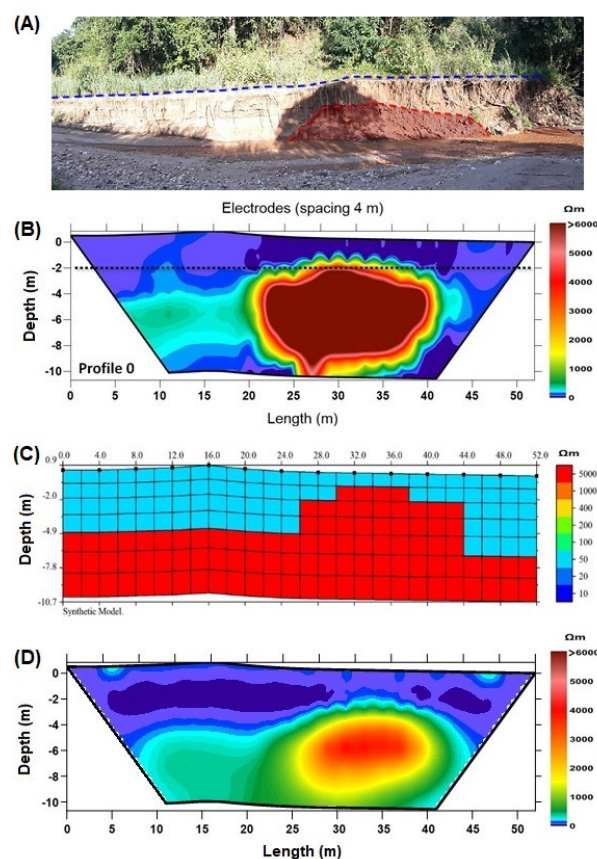 (A)
Electrodes (spacing 4 m)
(B)
Ωm
>6000
5000
4000
3000
2000
1000
0
0
-2
-4
-6
-8
-10
Depth (m)
Profile 0
0 5 10 15 20 25 30 35 40 45 50
Length (m)
(C)
0.0 4.0 8.0 12.0 16.0 20.0 24.0 28.0 32.0 36.0 40.0 44.0 48.0 52.0
0.9
-2.0
-4.9
-7.8
-10.7
Depth (m)
Synthetic Model.
Ωm
5000
1000
400
200
100
50
20
10
(D)
Ωm
>6000
5000
4000
3000
2000
1000
0
0
-2
-4
-6
-8
-10
Depth (m)
0 5 10 15 20 25 30 35 40 45 50
Length (m)